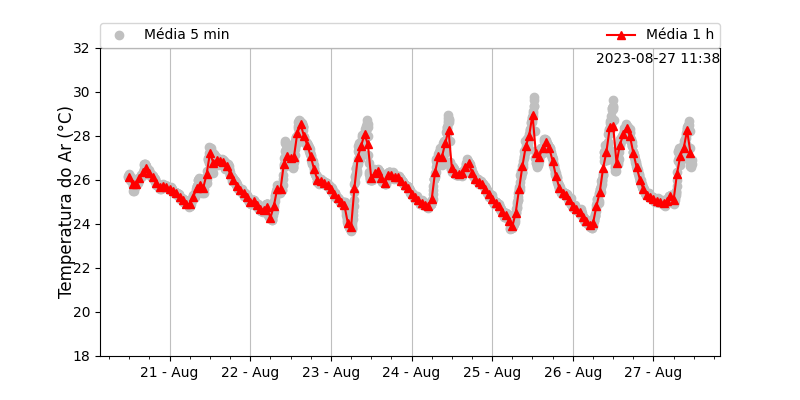 Média 5 min
Média 1 h
2023-08-27 11:38
Temperatura do Ar (°C)
32
30
28
26
24
22
20
18
21 - Aug
22 - Aug
23 - Aug
24 - Aug
25 - Aug
26 - Aug
27 - Aug